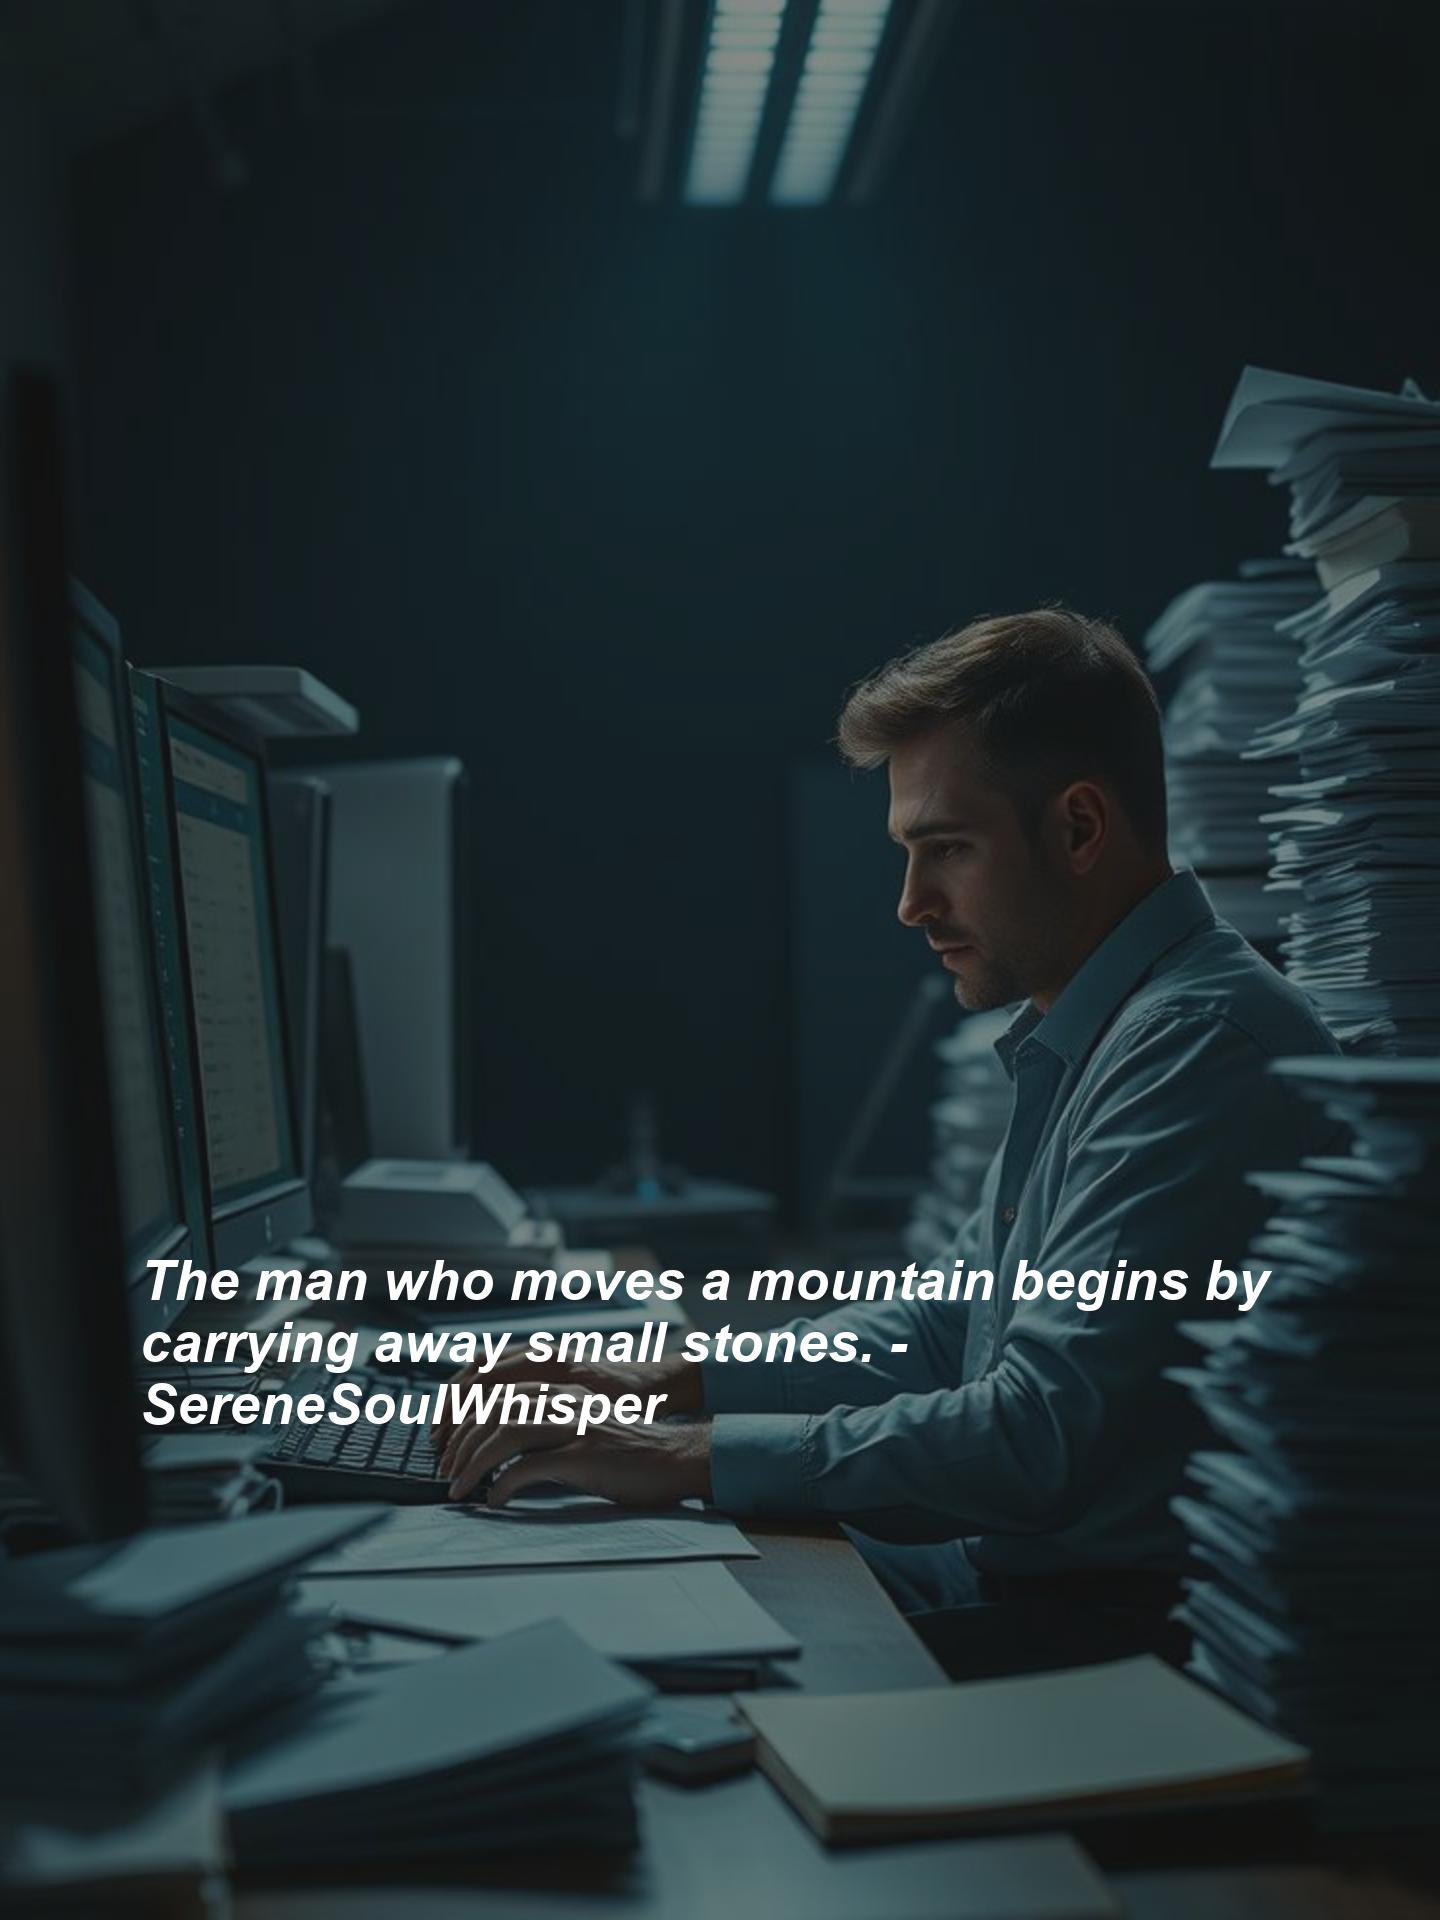 The man who moves a mountain begins by
carrying away small stones. -
SereneSoulWhisper